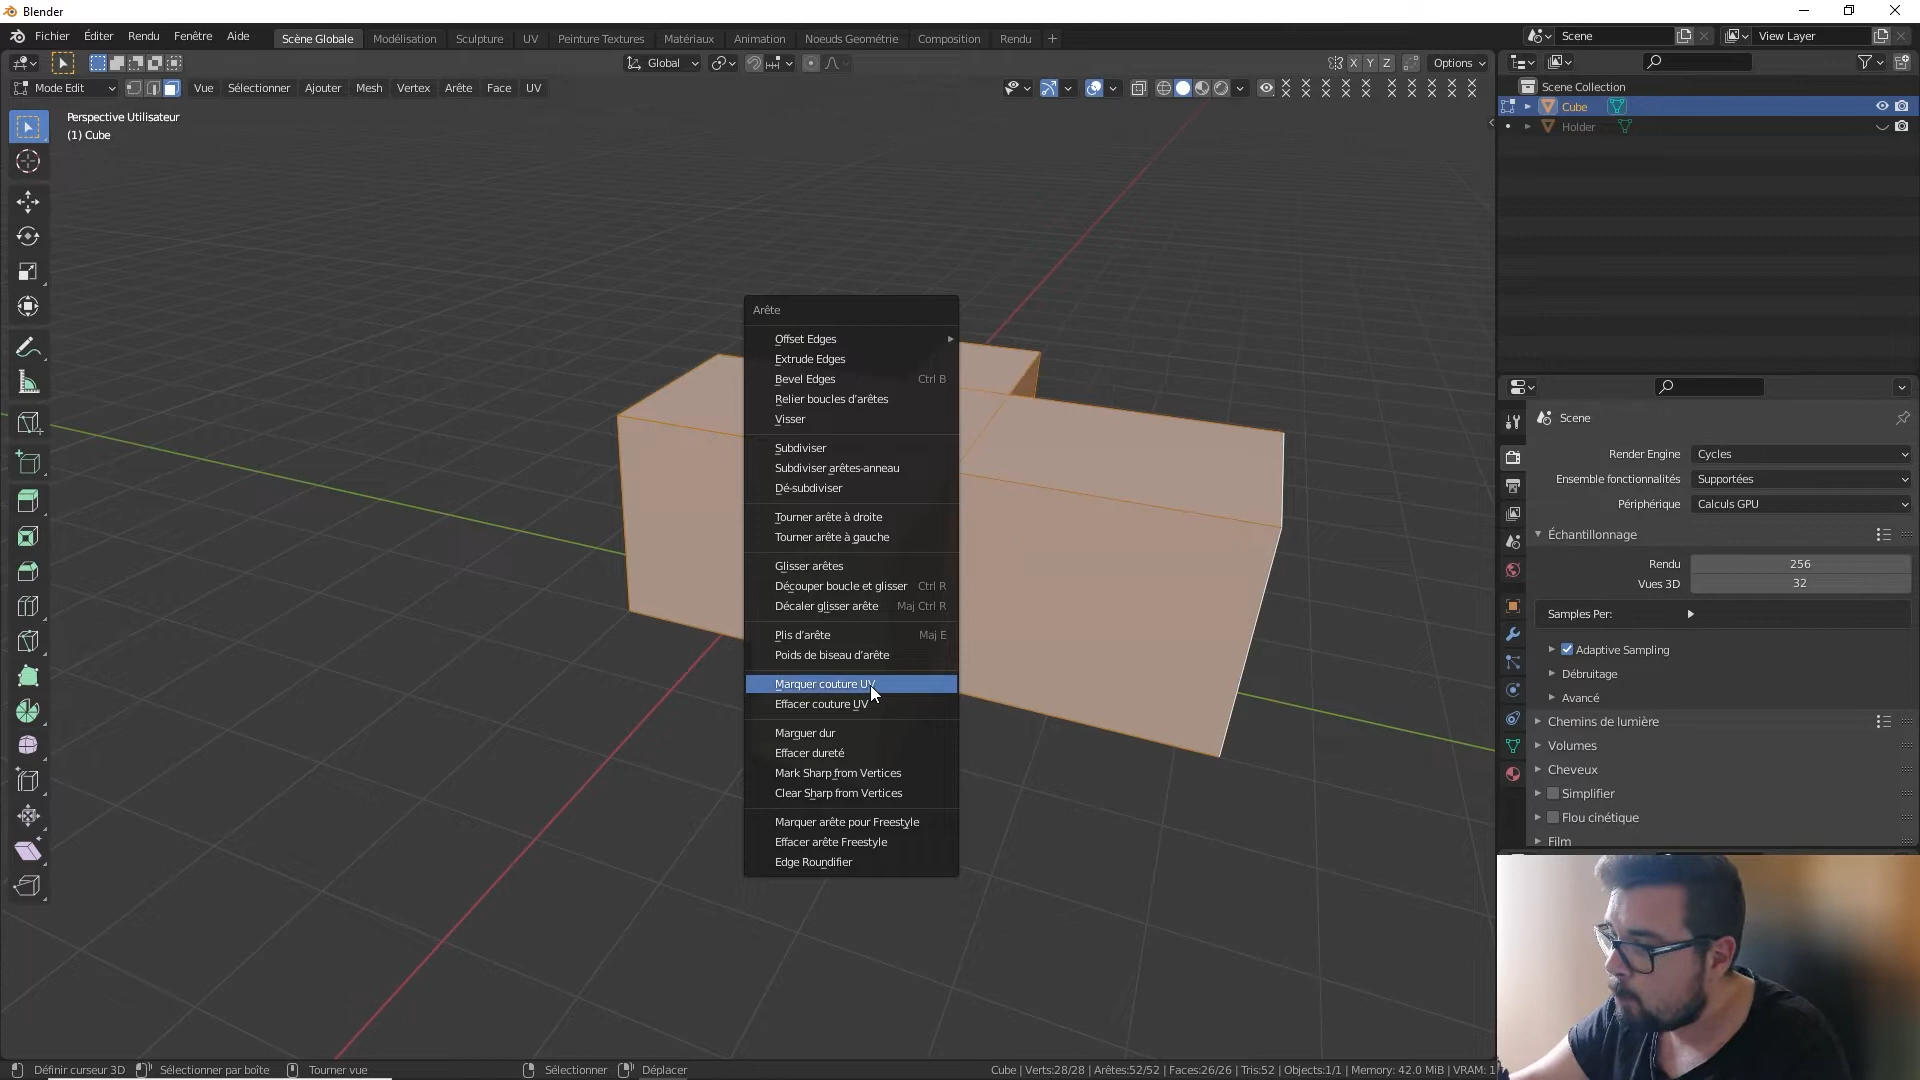 Blender
Fichier Éditer Rendu Fenêtre Aide
Scène Globale Modélisation Sculpture UV Peinture Textures Matériaux Animation Noeuds Geométrie Composition Rendu +
Scene
View Layer
Global
X Y Z
Options
Mode Edit
Vue Sélectionner Ajouter Mesh Vertex Arête Face UV
Perspective Utilisateur
(1) Cube
Scene Collection
Cube
Holder
Arête
Offset Edges
Extrude Edges
Bevel Edges Ctrl B
Relier boucles d'arêtes
Visser
Subdiviser
Subdiviser arêtes-anneau
Dé-subdiviser
Tourner arête à droite
Tourner arête à gauche
Glisser arêtes
Découper boucle et glisser Ctrl R
Décaler glisser arête Maj Ctrl R
Plis d'arête Maj E
Poids de biseau d'arête
Marquer couture UV
Effacer couture UV
Marquer dur
Effacer dureté
Mark Sharp from Vertices
Clear Sharp from Vertices
Marquer arête pour Freestyle
Effacer arête Freestyle
Edge Roundifier
Scene
Render Engine Cycles
Ensemble fonctionnalités Supportées
Périphérique Calculs GPU
Échantillonnage
Rendu 256
Vues 3D 32
Samples Per:
Adaptive Sampling
Débruitage
Avancé
Chemins de lumière
Volumes
Cheveux
Simplifier
Flou cinétique
Film
Définir curseur 3D Sélectionner par boîte Tourner vue Sélectionner Déplacer
Cube | Verts:28/28 | Arêtes:52/52 | Faces:26/26 | Tris:52 | Objects:1/1 | Memory: 42.0 MiB | VRAM: 1